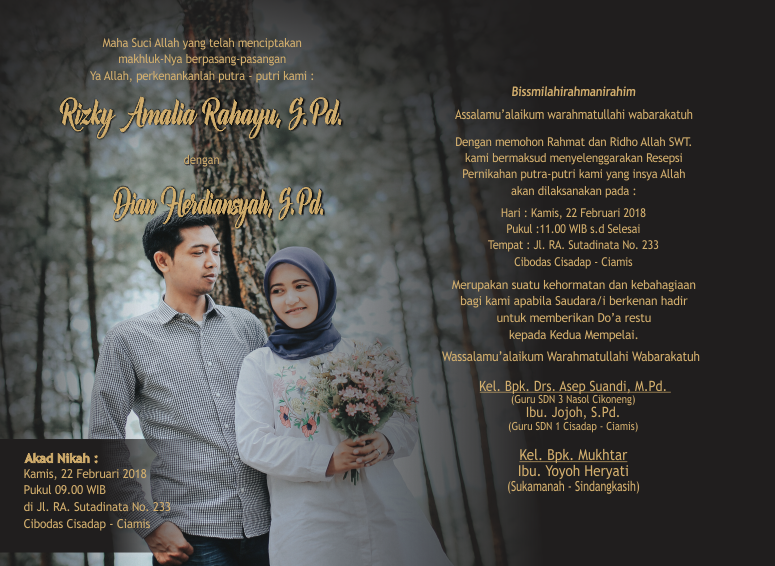 Maha Suci Allah yang telah menciptakan
makhluk-Nya berpasang-pasangan
Ya Allah, perkenankanlah putra - putri kami :
Rizky Amalia Rahayu, S.Pd.
dengan
Dian Herdiansyah, S.Pd.
Akad Nikah :
Kamis, 22 Februari 2018
Pukul 09.00 WIB
di Jl. RA. Sutadinata No. 233
Cibodas Cisadap - Ciamis
Bissmilahirahmanirahim
Assalamu'alaikum warahmatullahi wabarakatuh
Dengan memohon Rahmat dan Ridho Allah SWT.
kami bermaksud menyelenggarakan Resepsi
Pernikahan putra-putri kami yang insya Allah
akan dilaksanakan pada :
Hari : Kamis, 22 Februari 2018
Pukul :11.00 WIB s.d Selesai
Tempat : Jl. RA. Sutadinata No. 233
Cibodas Cisadap - Ciamis
Merupakan suatu kehormatan dan kebahagiaan
bagi kami apabila Saudara/i berkenan hadir
untuk memberikan Do'a restu
kepada Kedua Mempelai.
Wassalamu'alaikum Warahmatullahi Wabarakatuh
Kel. Bpk. Drs. Asep Suandi, M.Pd.
(Guru SDN 3 Nasol Cikoneng)
Ibu. Jojoh, S.Pd.
(Guru SDN 1 Cisadap - Ciamis)
Kel. Bpk. Mukhtar
Ibu. Yoyoh Heryati
(Sukamanah - Sindangkasih)